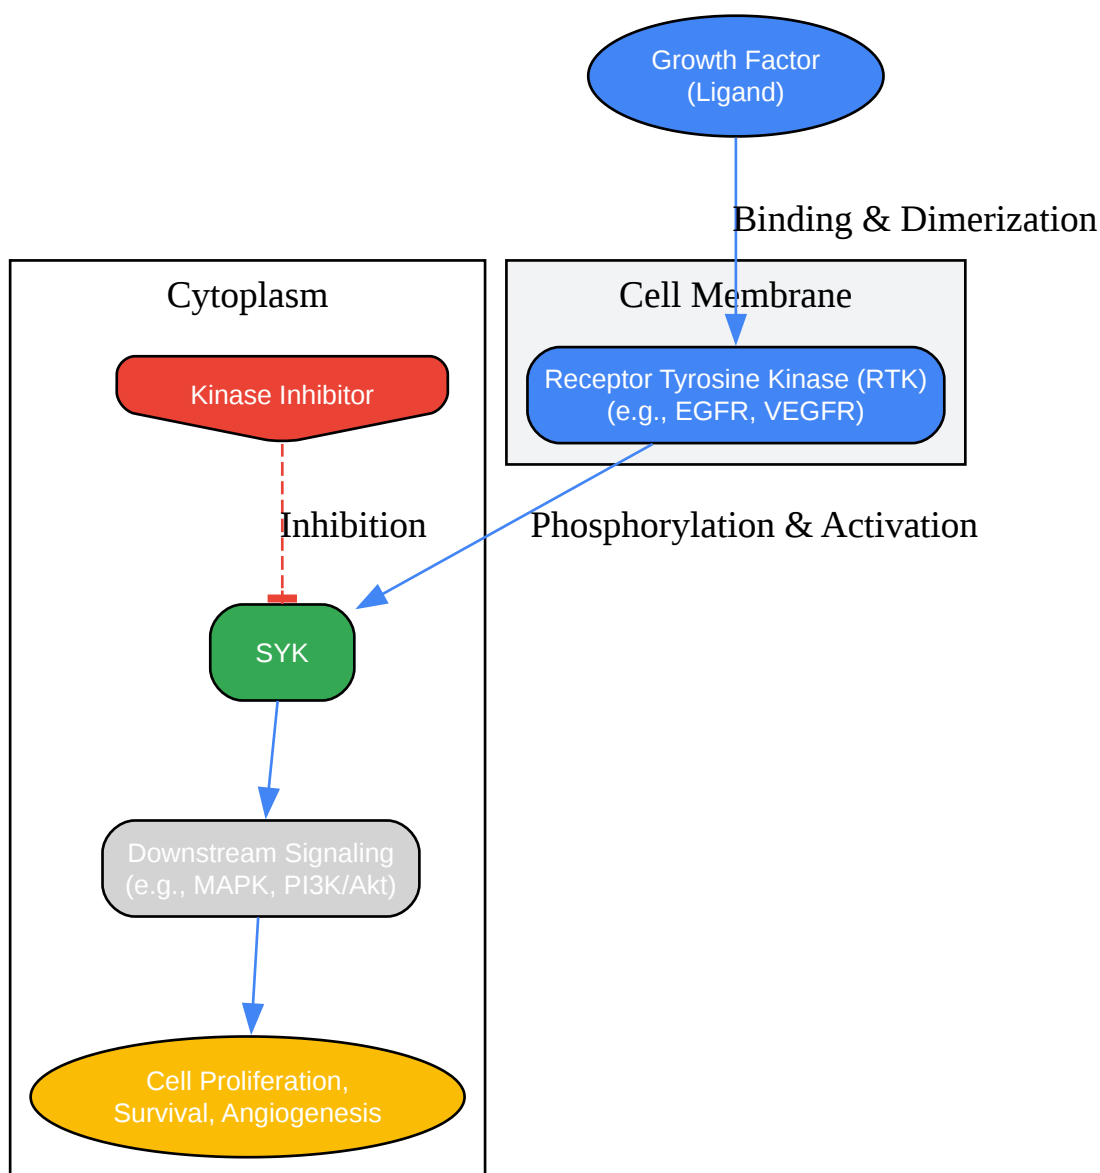 Growth Factor
(Ligand)
Binding & Dimerization
Cytoplasm
Cell Membrane
Kinase Inhibitor
Receptor Tyrosine Kinase (RTK)
(e.g., EGFR, VEGFR)
Inhibition
Phosphorylation & Activation
SYK
Downstream Signaling
(e.g., MAPK, PI3K/Akt)
Cell Proliferation,
Survival, Angiogenesis